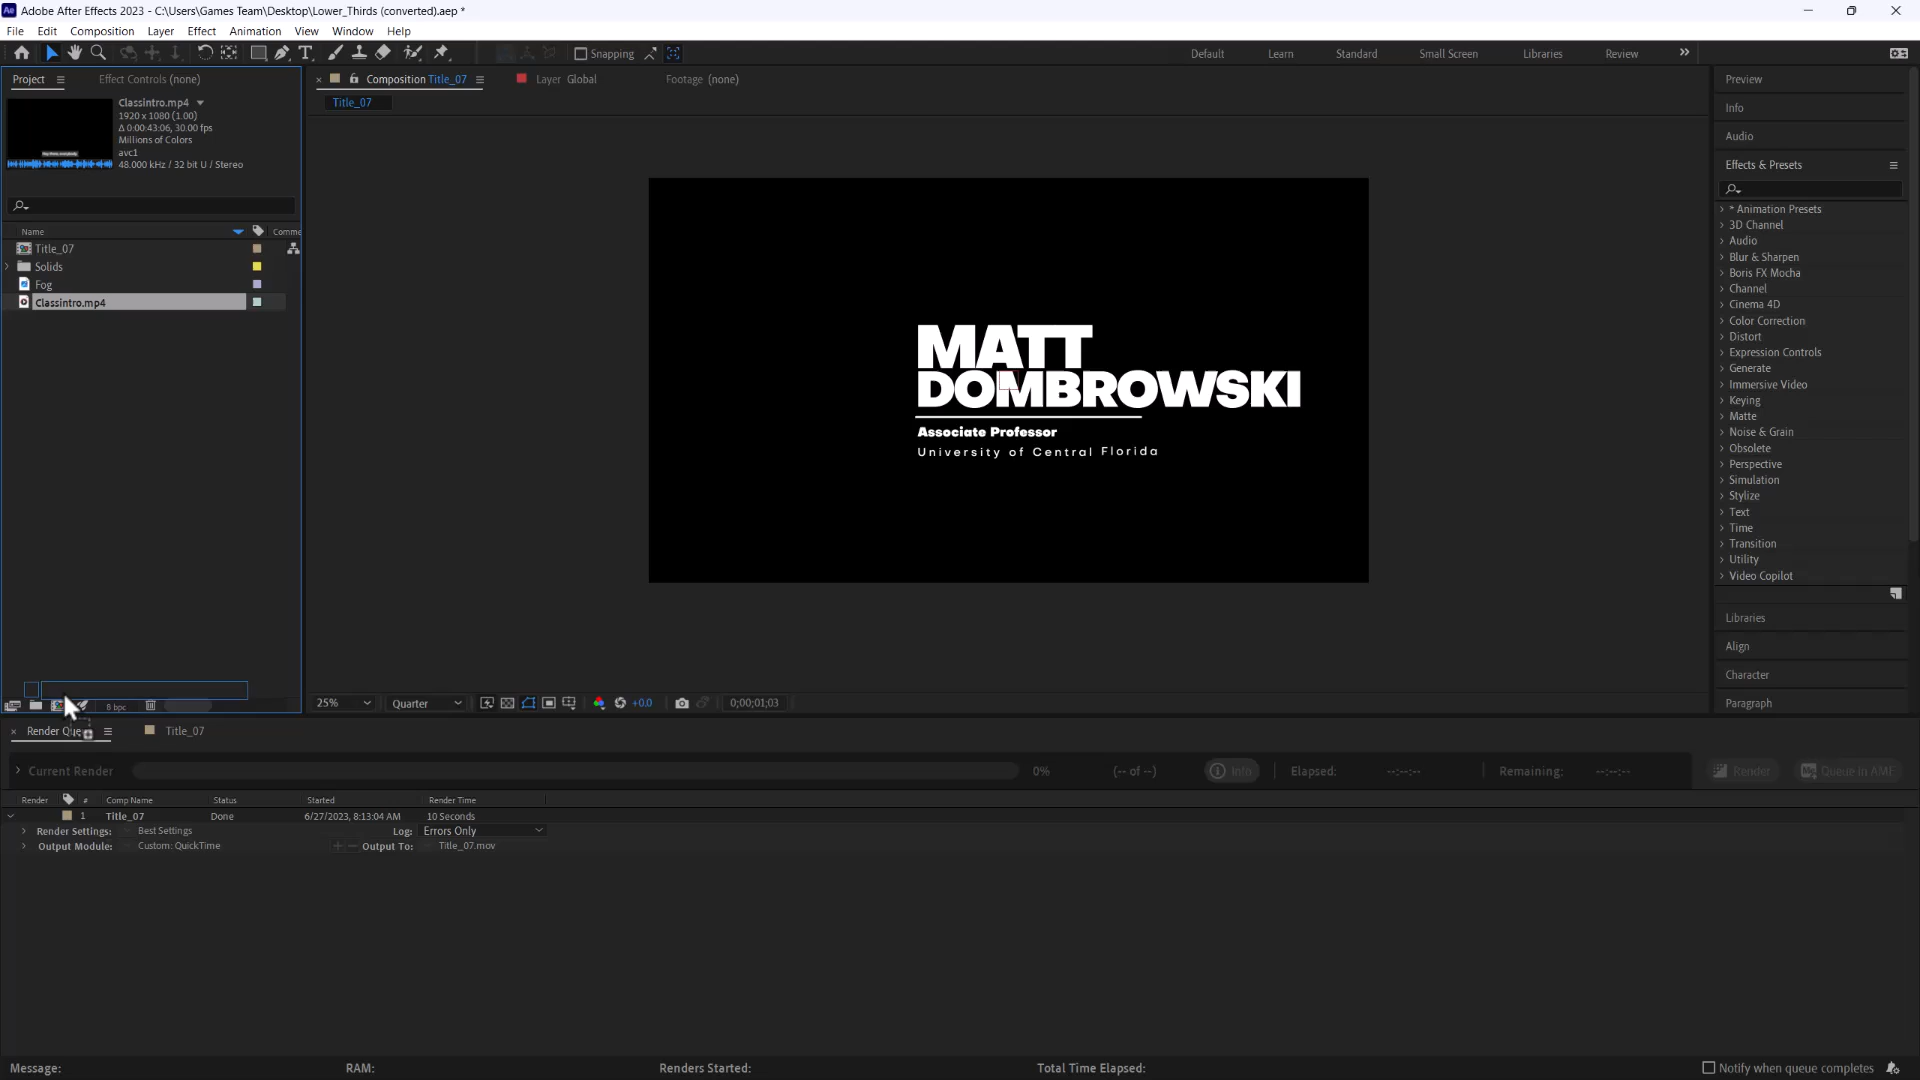 Adobe After Effects 2023 - C:\Users\Games Team\Desktop\Lower_Thirds (converted).aep *
File Edit Composition Layer Effect Animation View Window Help
Snapping Default Learn Standard Small Screen Libraries Review
Project Effect Controls (none) Composition Title_07 Layer Global Footage (none)
Title_07
Classintro.mp4
1920 x 1080 (1.00)
Δ 0:00:43:06, 30.00 fps
Millions of Colors
avc1
48.000 kHz / 32 bit U / Stereo
Name Comme
Title_07
Solids
Fog
Classintro.mp4
8 bpc
MATT
DOMBROWSKI
Associate Professor
University of Central Florida
25% Quarter +0.0 0;00;01;03
Preview
Info
Audio
Effects & Presets
* Animation Presets
3D Channel
Audio
Blur & Sharpen
Boris FX Mocha
Channel
Cinema 4D
Color Correction
Distort
Expression Controls
Generate
Immersive Video
Keying
Matte
Noise & Grain
Obsolete
Perspective
Simulation
Stylize
Text
Time
Transition
Utility
Video Copilot
Libraries
Align
Character
Paragraph
Render Que Title_07
Current Render 0% (-- of --) Info Elapsed: --:--:-- Remaining: --:--:-- Render Queue in AME
Render # Comp Name Status Started Render Time
1 Title_07 Done 6/27/2023, 8:13:04 AM 10 Seconds
Render Settings: Best Settings Log: Errors Only
Output Module: Custom: QuickTime + — Output To: Title_07.mov
Message: RAM: Renders Started: Total Time Elapsed: Notify when queue completes